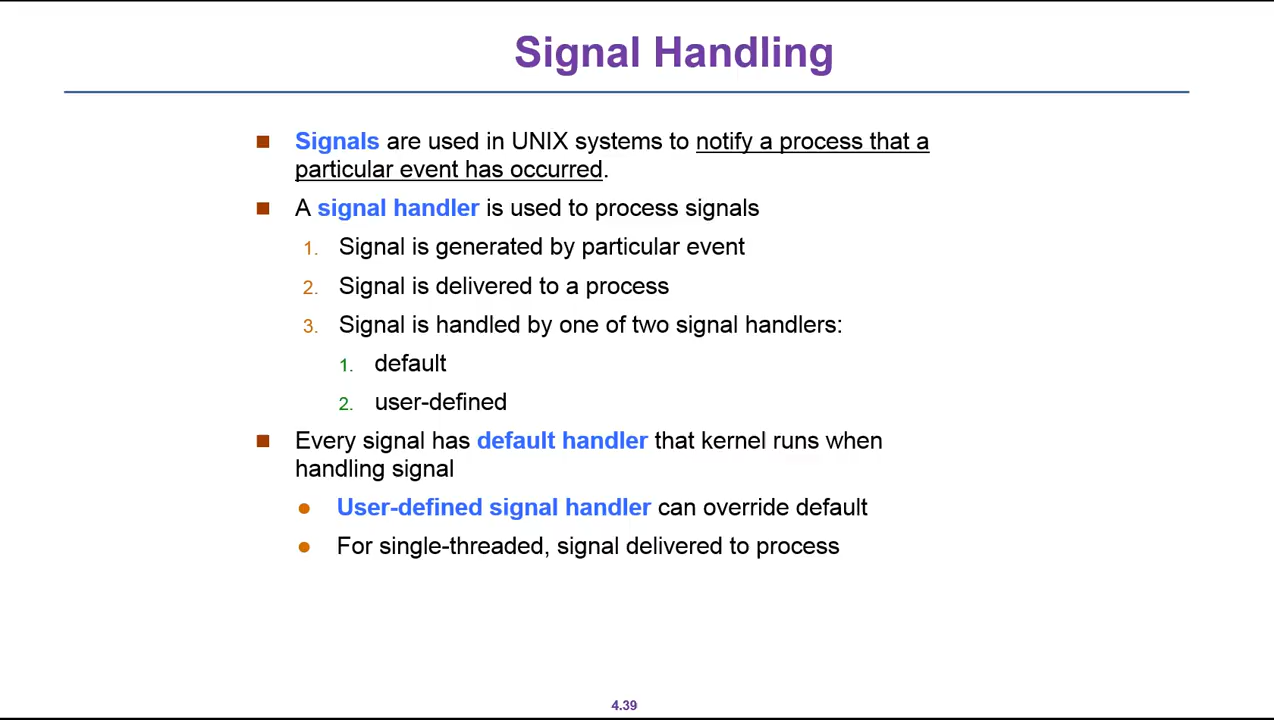 Signal Handling
Signals are used in UNIX systems to notify a process that a
particular event has occurred.
A signal handler is used to process signals
1. Signal is generated by particular event
2. Signal is delivered to a process
3. Signal is handled by one of two signal handlers:
1. default
2. user-defined
Every signal has default handler that kernel runs when
handling signal
User-defined signal handler can override default
For single-threaded, signal delivered to process
4.39